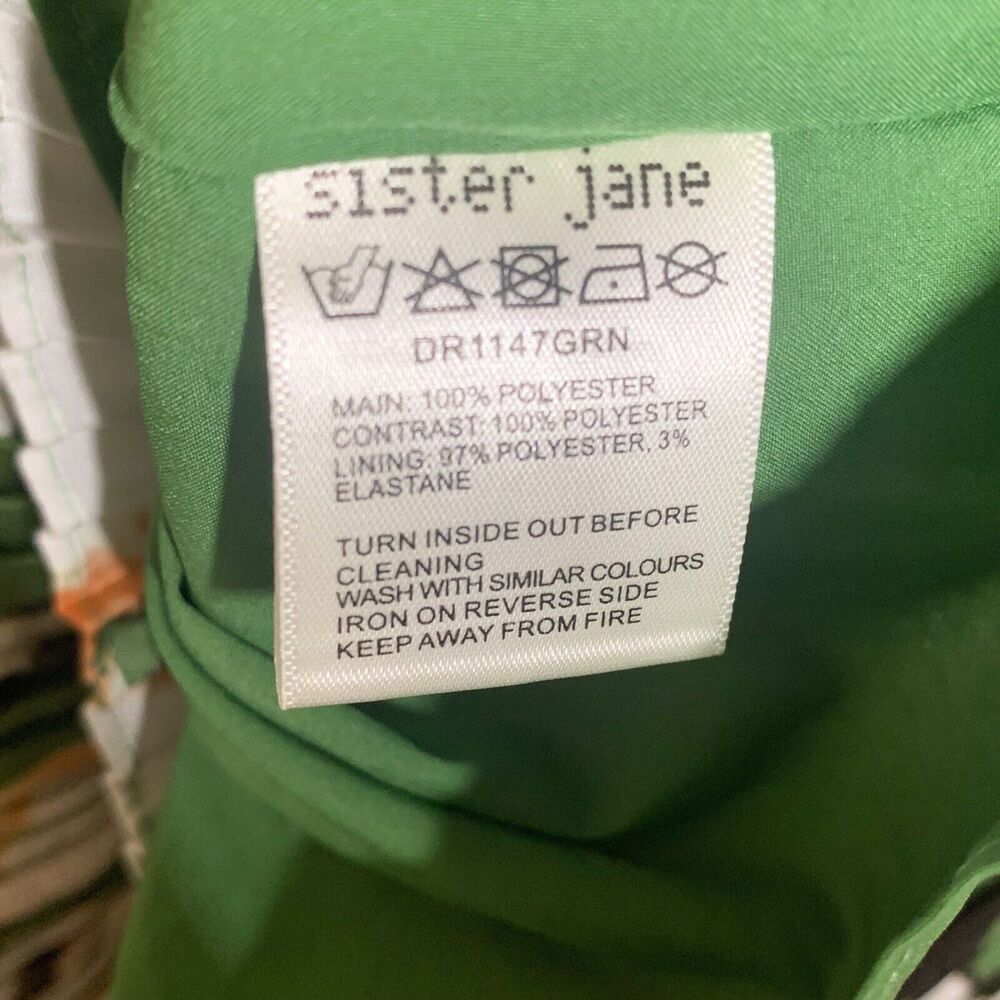 sister jane
DR1147GRN
MAIN: 100% POLYESTER
CONTRAST: 100% POLYESTER
LINING: 97% POLYESTER, 3%
ELASTANE
TURN INSIDE OUT BEFORE
CLEANING
WASH WITH SIMILAR COLOURS
IRON ON REVERSE SIDE
KEEP AWAY FROM FIRE